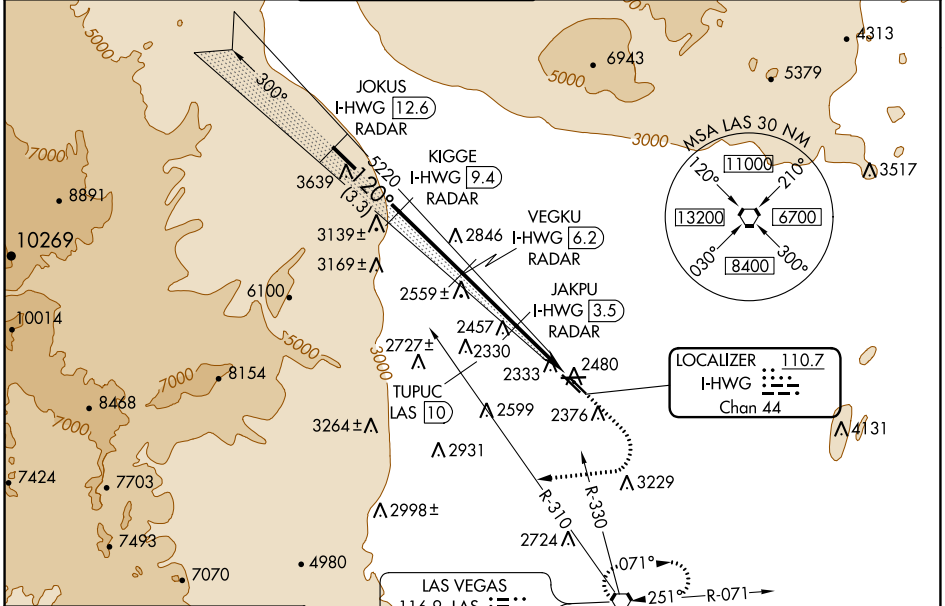 5000
4313
6943
5379
5000
300°
JOKUS
I-HWG 12.6
RADAR
7000
3000
MSA LAS 30 NM
120°
11000
210°
3517
5220
KIGGE
I-HWG 9.4
RADAR
3639
120°
(3.3)
8891
13200
6700
3139 ±
2846
VEGKU
I-HWG 6.2
RADAR
10269
3169 ±
030°
8400
300°
6100
2559 ±
JAKPU
I-HWG 3.5
RADAR
10014
5000
3000
2457
2727 ±
2330
2333
2480
LOCALIZER 110.7
I-HWG
Chan 44
7000
8154
TUPUC
LAS 10
8468
7000
2599
2376
3264 ±
4131
2931
7424
7703
3229
R-310
R-330
2998 ±
7493
2724
4980
7070
071°
LAS VEGAS
116.9 LAS
251°
R-071